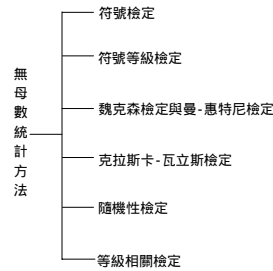 無母數統計方法
符號檢定
符號等級檢定
魏克森檢定與曼-惠特尼檢定
克拉斯卡-瓦立斯檢定
隨機性檢定
等級相關檢定